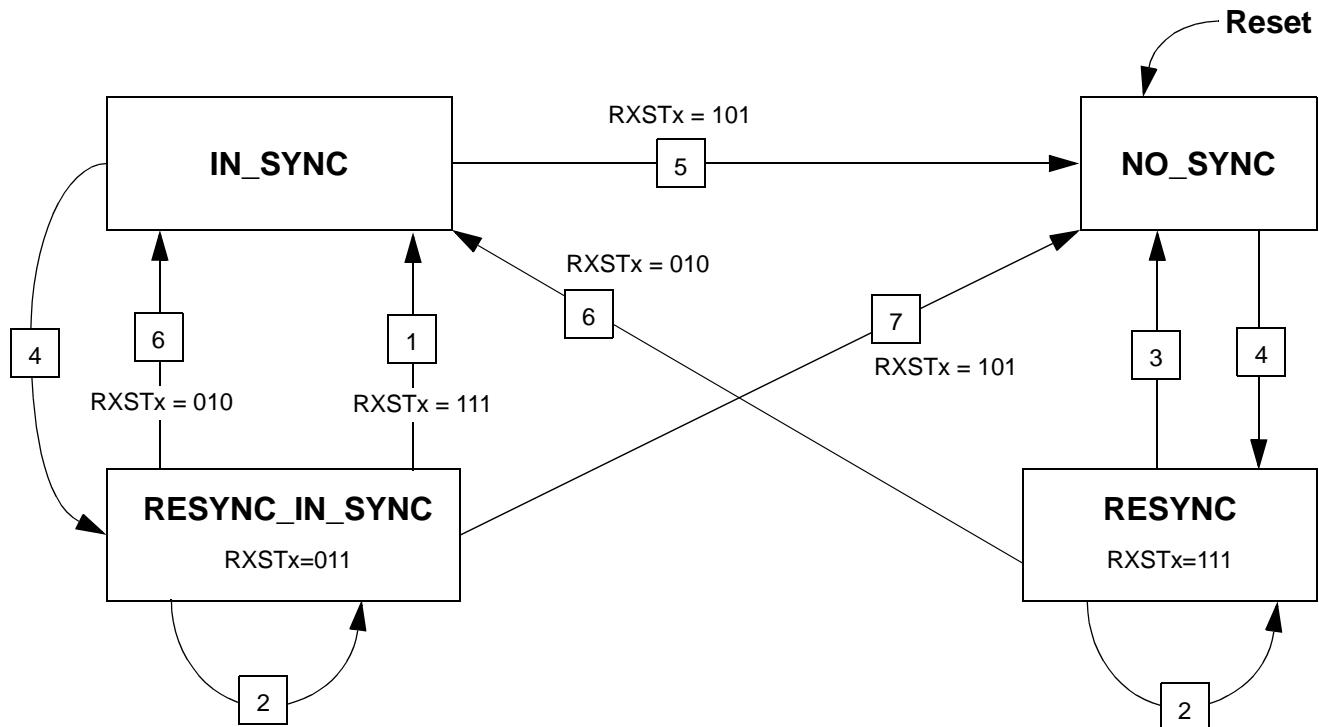 Reset
RXSTx = 101
IN_SYNC
5
NO_SYNC
RXSTx = 010
6
7
RXSTx = 101
4
6
1
3
4
RXSTx = 010
RXSTx = 111
RESYNC_IN_SYNC
RXSTx=011
RESYNC
RXSTx=111
2
2